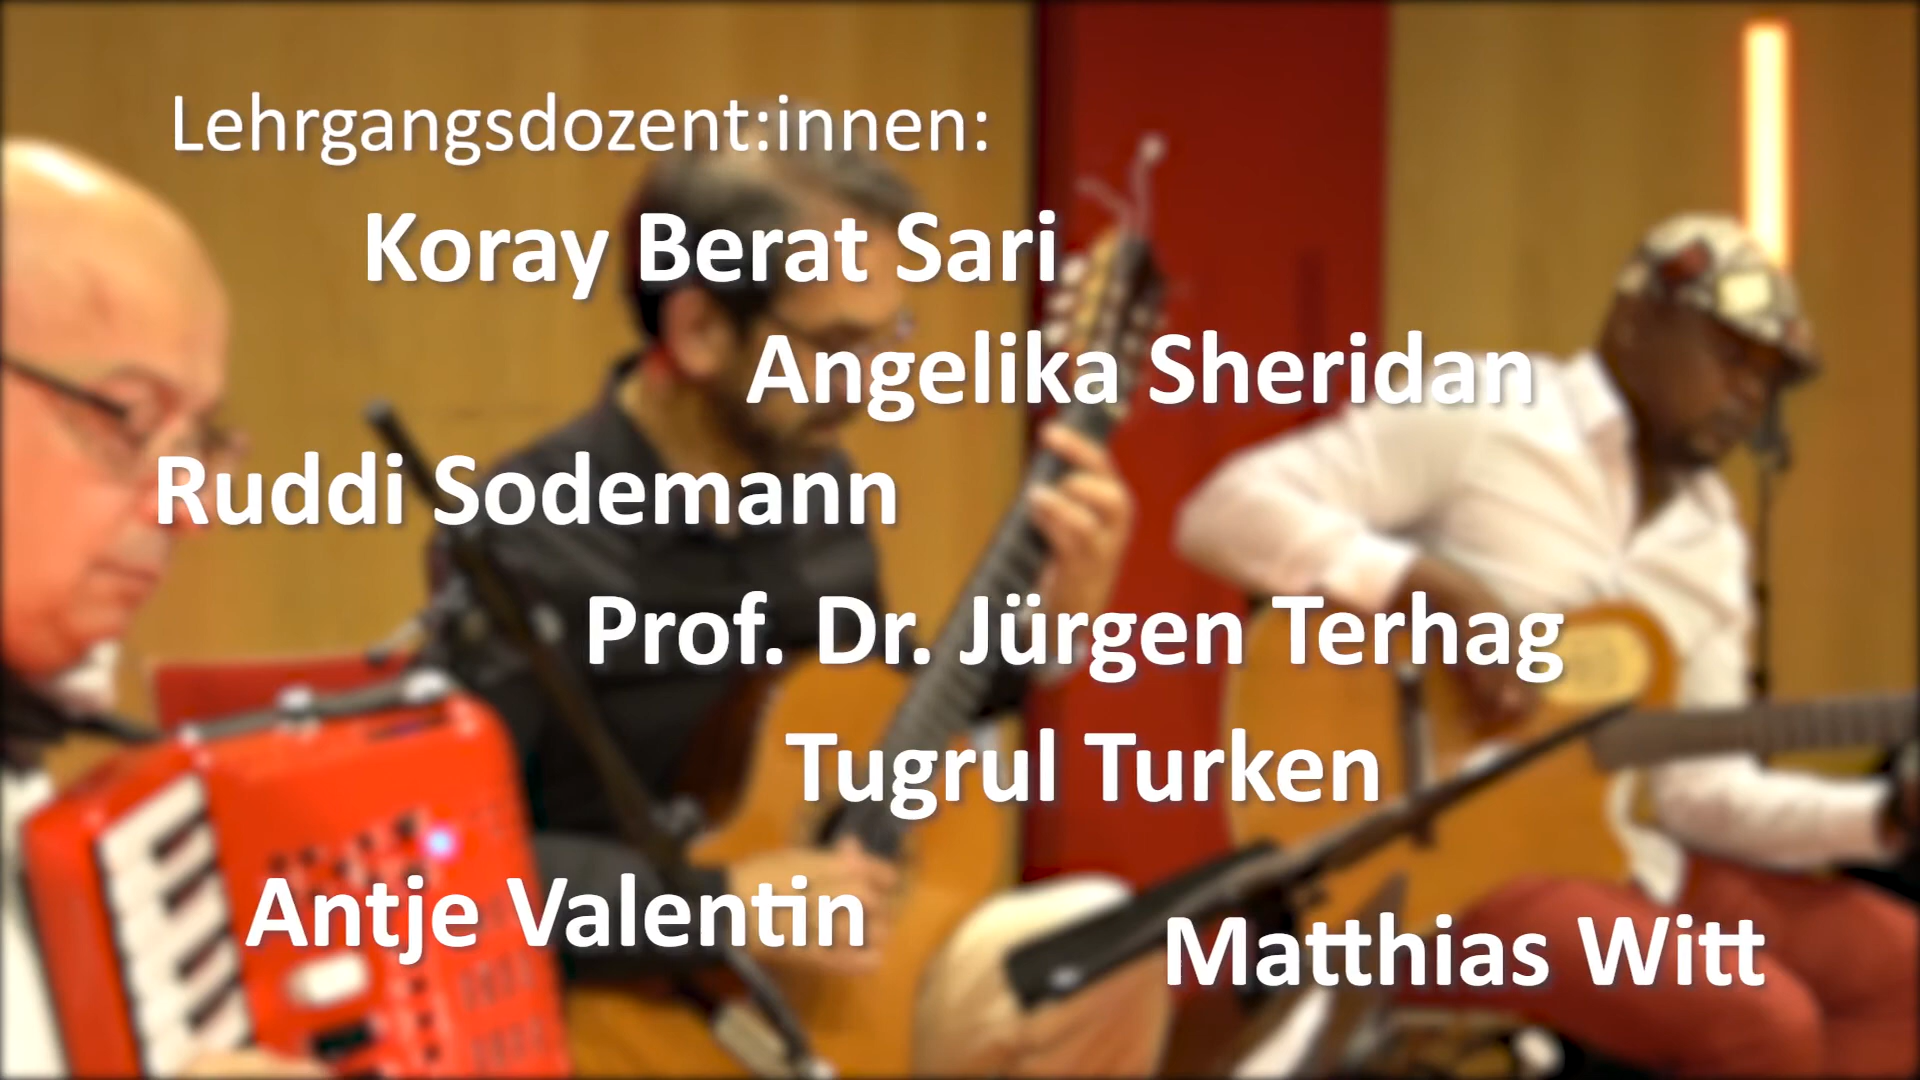 Lehrgangsdozent:innen:
Koray Berat Sari
Angelika Sheridan
Ruddi Sodemann
Prof. Dr. Jürgen Terhag
Tugrul Turken
Antje Valentin
Matthias Witt